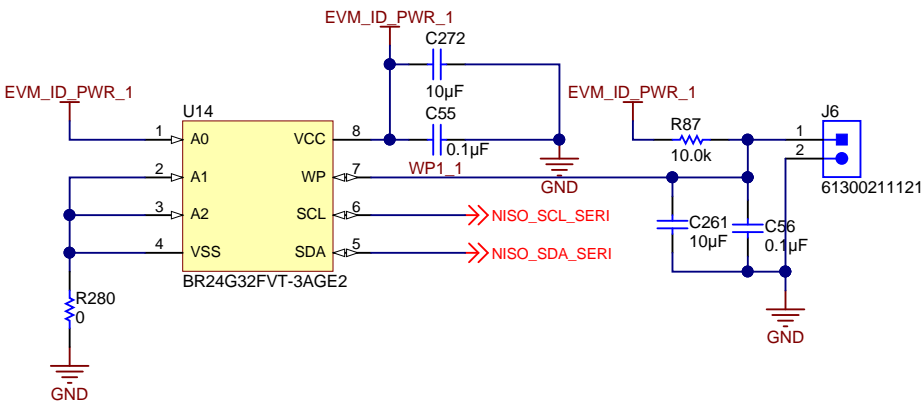 EVM_ID_PWR_1
C272
10µF
EVM_ID_PWR_1
EVM_ID_PWR_1
U14
C55
0.1µF
J6
1
A0
VCC
8
R87
10.0k
1
2
A1
WP
7
WP1_1
GND
2
61300211121
3
A2
SCL
6
NISO_SCL_SERI
C261
10µF
C56
0.1µF
4
VSS
SDA
5
NISO_SDA_SERI
BR24G32FVT-3AGE2
R280
0
GND
GND